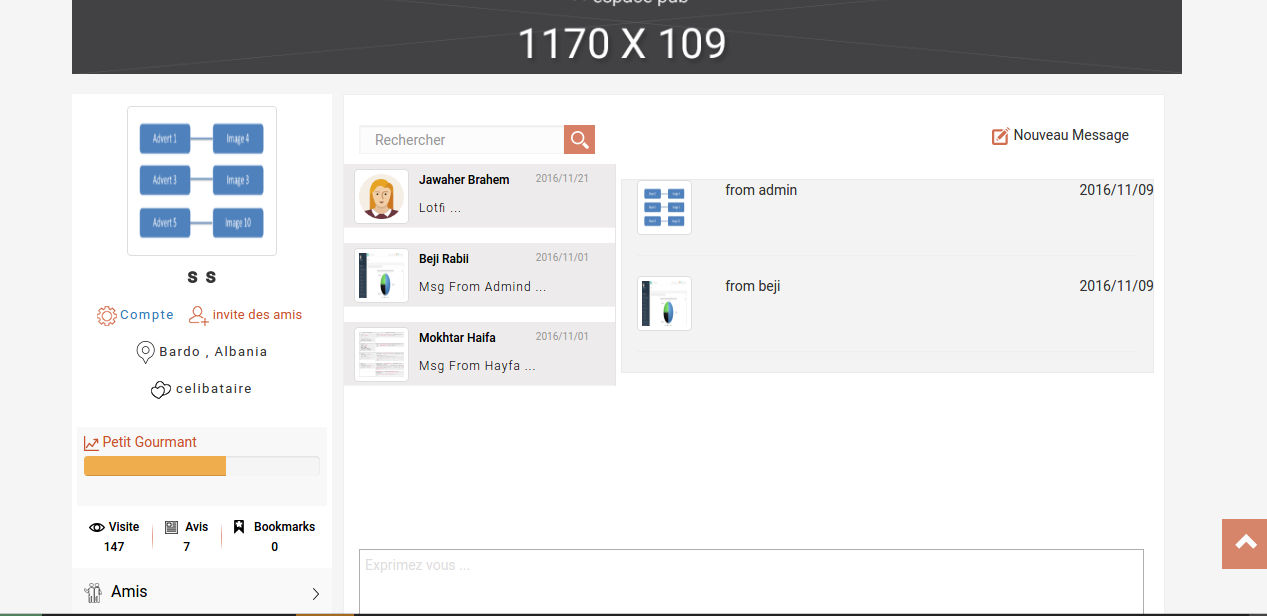 espace pub
1170 X 109
Advert 1 Image 4
Advert 3 Image 3
Advert 5 Image 10
s s
Compte invite des amis
Bardo , Albania
celibataire
Petit Gourmant
Visite Avis Bookmarks
147 7 0
Amis
Rechercher
Nouveau Message
Jawaher Brahem 2016/11/21
Lotfi ...
Beji Rabii 2016/11/01
Msg From Admind ...
Mokhtar Haifa 2016/11/01
Msg From Hayfa ...
from admin 2016/11/09
from beji 2016/11/09
Exprimez vous ...